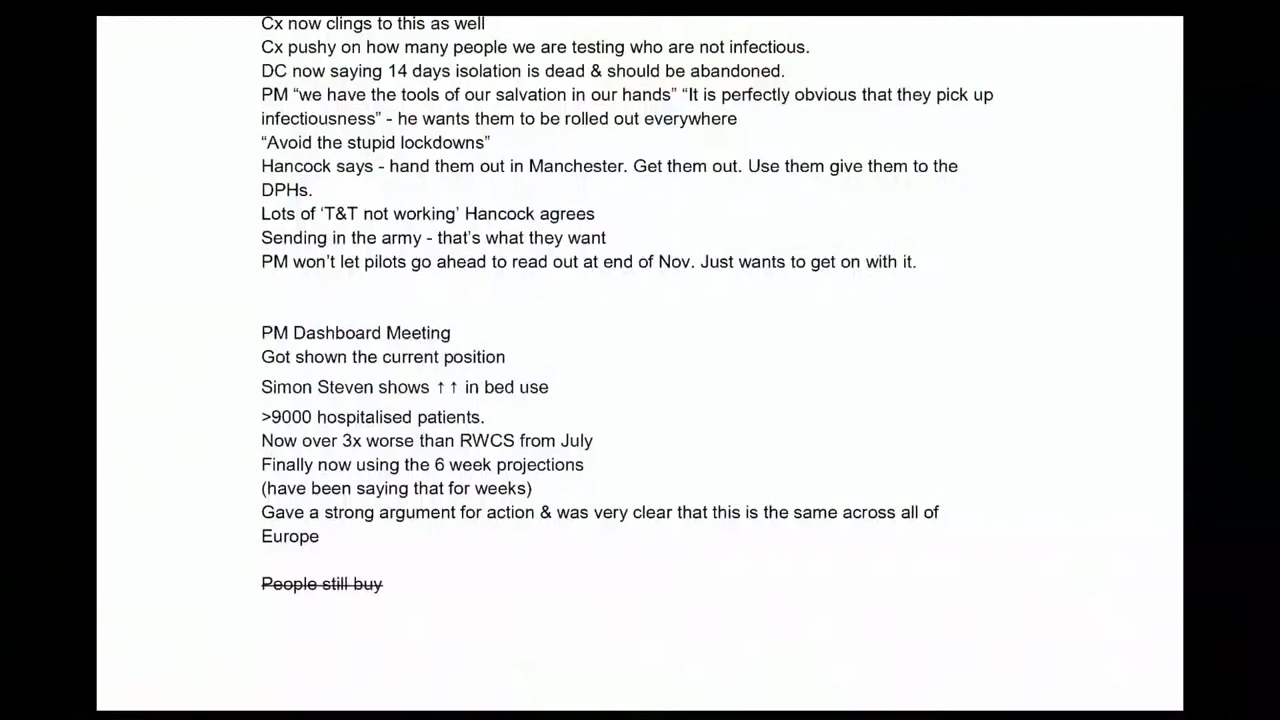 Cx now clings to this as well
Cx pushy on how many people we are testing who are not infectious.
DC now saying 14 days isolation is dead & should be abandoned.
PM “we have the tools of our salvation in our hands” “It is perfectly obvious that they pick up
infectiousness” - he wants them to be rolled out everywhere
“Avoid the stupid lockdowns”
Hancock says - hand them out in Manchester. Get them out. Use them give them to the
DPHs.
Lots of ‘T&T not working’ Hancock agrees
Sending in the army - that’s what they want
PM won’t let pilots go ahead to read out at end of Nov. Just wants to get on with it.
PM Dashboard Meeting
Got shown the current position
Simon Steven shows ↑↑ in bed use
>9000 hospitalised patients.
Now over 3x worse than RWCS from July
Finally now using the 6 week projections
(have been saying that for weeks)
Gave a strong argument for action & was very clear that this is the same across all of
Europe
People still buy